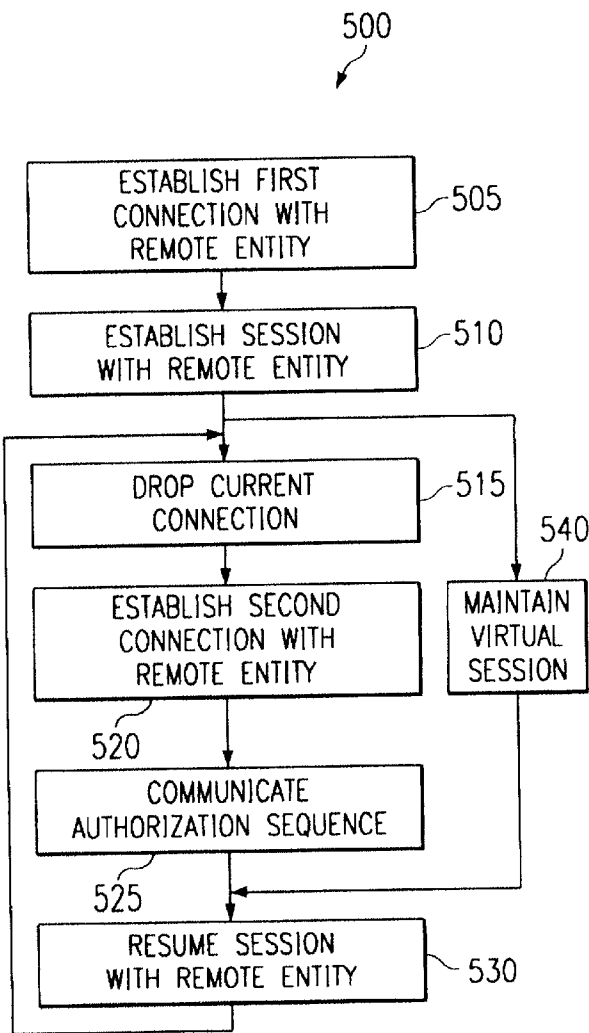 500
ESTABLISH FIRST
CONNECTION WITH
REMOTE ENTITY
505
ESTABLISH SESSION
WITH REMOTE ENTITY
510
DROP CURRENT
CONNECTION
515
540
MAINTAIN
VIRTUAL
SESSION
ESTABLISH SECOND
CONNECTION WITH
REMOTE ENTITY
520
COMMUNICATE
AUTHORIZATION SEQUENCE
525
RESUME SESSION
WITH REMOTE ENTITY
530